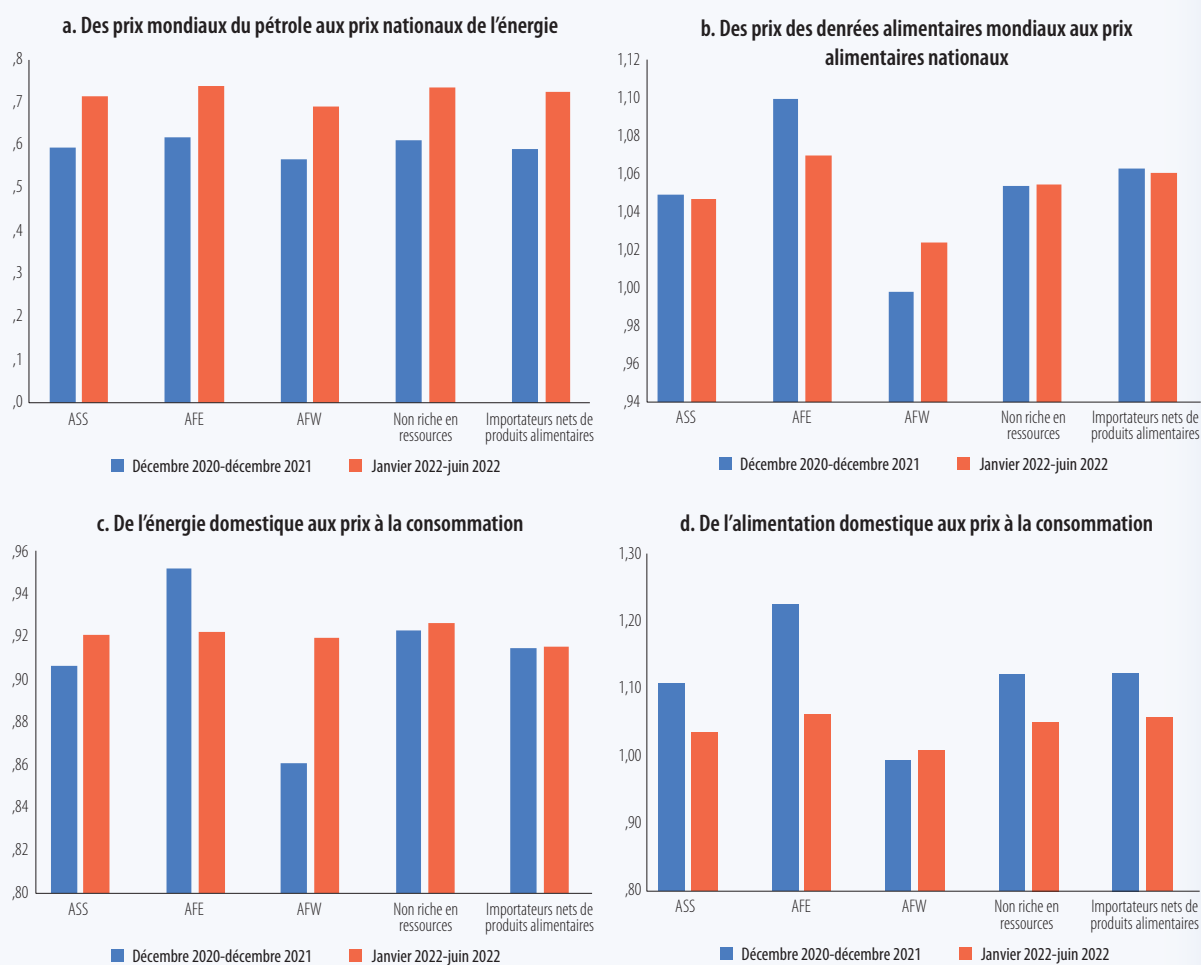 a. Des prix mondiaux du pétrole aux prix nationaux de l’énergie
,8
,7
,6
,5
,4
,3
,2
,1
,0
ASS
AFE
AFW
Non riche en
ressources
Importateurs nets de
produits alimentaires
Décembre 2020-décembre 2021
Janvier 2022-juin 2022
b. Des prix des denrées alimentaires mondiaux aux prix
alimentaires nationaux
1,12
1,10
1,08
1,06
1,04
1,02
1,00
,98
,96
,94
ASS
AFE
AFW
Non riche en
ressources
Importateurs nets de
produits alimentaires
Décembre 2020-décembre 2021
Janvier 2022-juin 2022
c. De l’énergie domestique aux prix à la consommation
,96
,94
,92
,90
,88
,86
,84
,82
,80
ASS
AFE
AFW
Non riche en
ressources
Importateurs nets de
produits alimentaires
Décembre 2020-décembre 2021
Janvier 2022-juin 2022
d. De l’alimentation domestique aux prix à la consommation
1,30
1,20
1,10
1,00
,90
,80
ASS
AFE
AFW
Non riche en
ressources
Importateurs nets de
produits alimentaires
Décembre 2020-décembre 2021
Janvier 2022-juin 2022